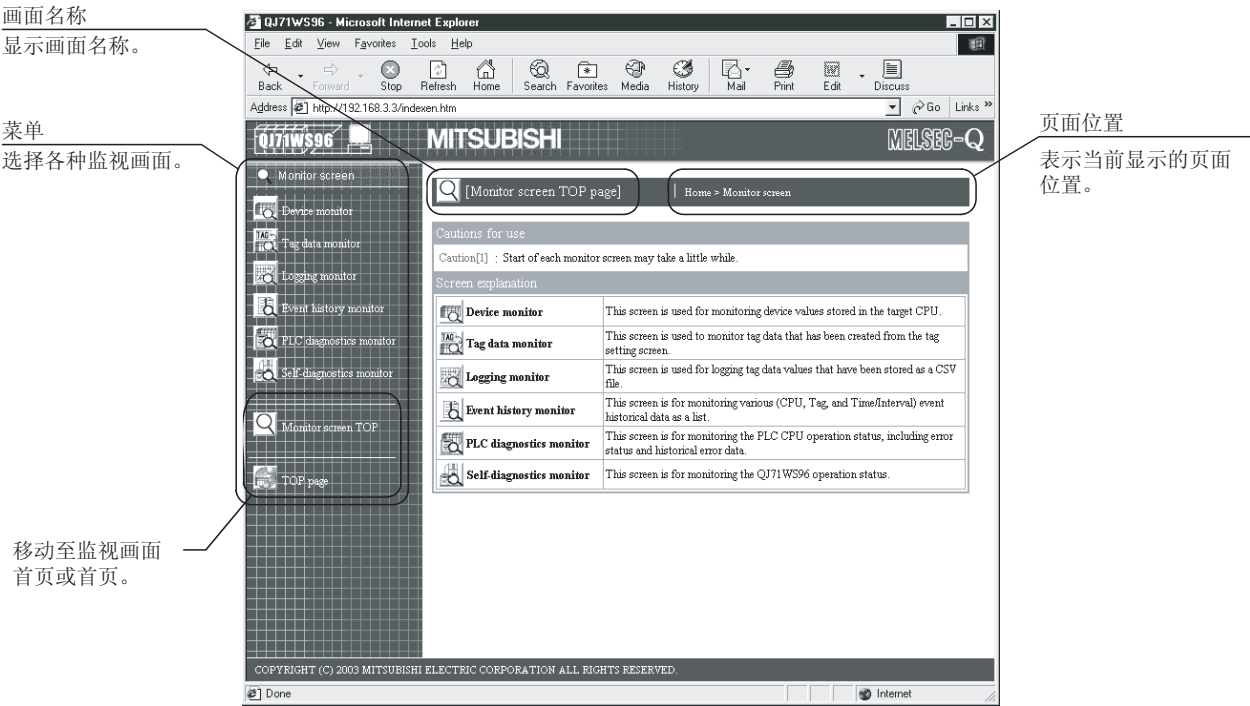 画面名称
显示画面名称。
菜单
选择各种监视画面。
移动至监视画面
首页或首页。
页面位置
表示当前显示的页面
位置。
QJ71WS96 - Microsoft Internet Explorer
File Edit View Favorites Tools Help
Back Forward Stop Refresh Home Search Favorites Media History Mail Print Edit Discuss
Address http://192.168.3.3/indexen.htm Go Links »
QJ71WS96 MITSUBISHI MELSEC-Q
Monitor screen
Device monitor
Tag data monitor
Logging monitor
Event history monitor
PLC diagnostics monitor
Self-diagnostics monitor
Monitor screen TOP
TOP page
[Monitor screen TOP page] | Home > Monitor screen
Cautions for use
Caution[1] : Start of each monitor screen may take a little while.
Screen explanation
Device monitor This screen is used for monitoring device values stored in the target CPU.
Tag data monitor This screen is used to monitor tag data that has been created from the tag
setting screen.
Logging monitor This screen is used for logging tag data values that have been stored as a CSV
file.
Event history monitor This screen is for monitoring various (CPU, Tag, and Time/Interval) event
historical data as a list.
PLC diagnostics monitor This screen is for monitoring the PLC CPU operation status, including error
status and historical error data.
Self-diagnostics monitor This screen is for monitoring the QJ71WS96 operation status.
COPYRIGHT (C) 2003 MITSUBISHI ELECTRIC CORPORATION ALL RIGHTS RESERVED.
Done Internet